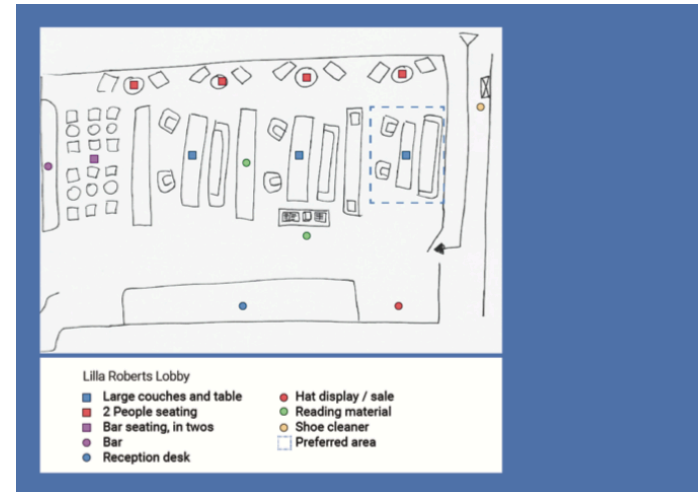 Lilla Roberts Lobby
Large couches and table
2 People seating
Bar seating, in twos
Bar
Reception desk
Hat display / sale
Reading material
Shoe cleaner
Preferred area